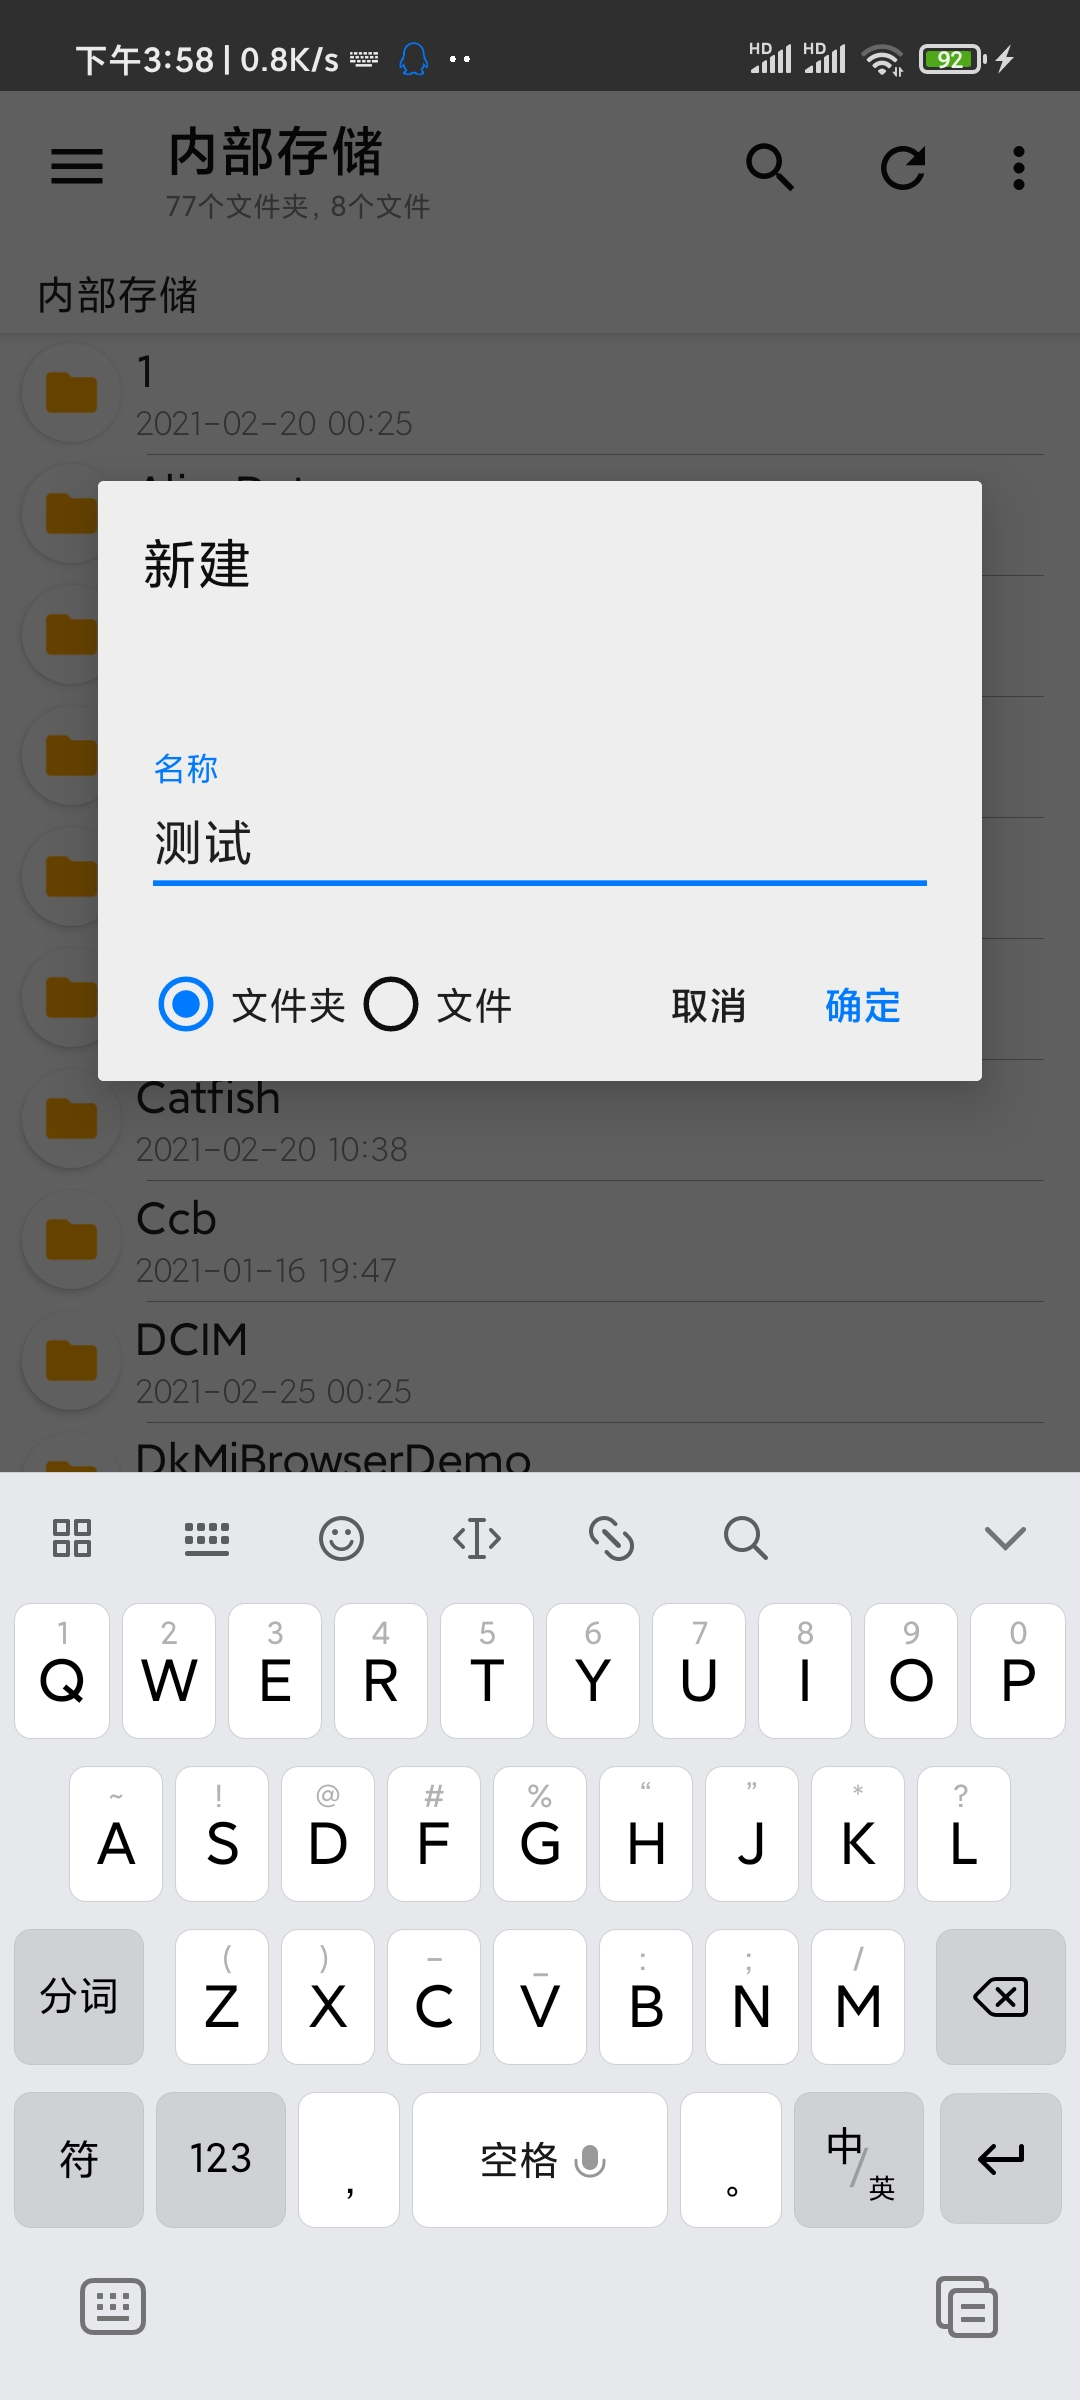 下午3:58 | 0.8K/s HD HD 92
内部存储
77个文件夹, 8个文件
内部存储
1
2021-02-20 00:25
新建
名称
测试
文件夹 文件 取消 确定
Catfish
2021-02-20 10:38
Ccb
2021-01-16 19:47
DCIM
2021-02-25 00:25
DkMiBrowserDemo
1 2 3 4 5 6 7 8 9 0
Q W E R T Y U I O P
~ ! @ # % “ ” * ?
A S D F G H J K L
( ) – _ : ; /
分词 Z X C V B N M
符 123 , 空格 。 中/英